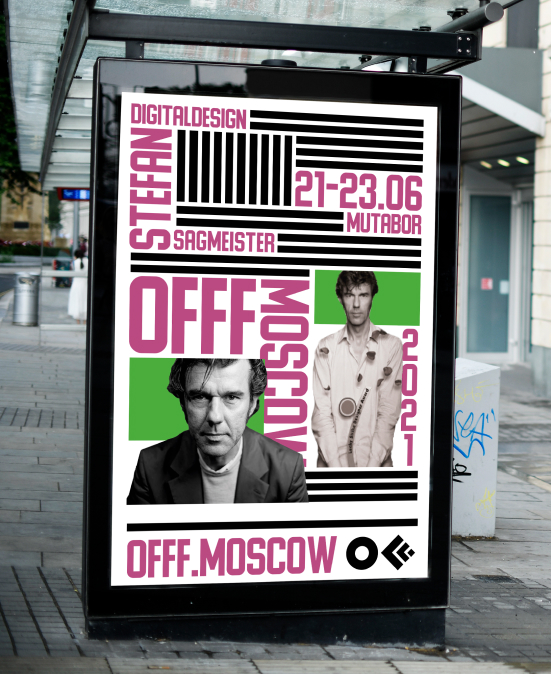 DIGITALDESIGN
STEFAN
21-23.06
MUTABOR
SAGMEISTER
OFFF
MOSCOW
2021
OFFF.MOSCOW